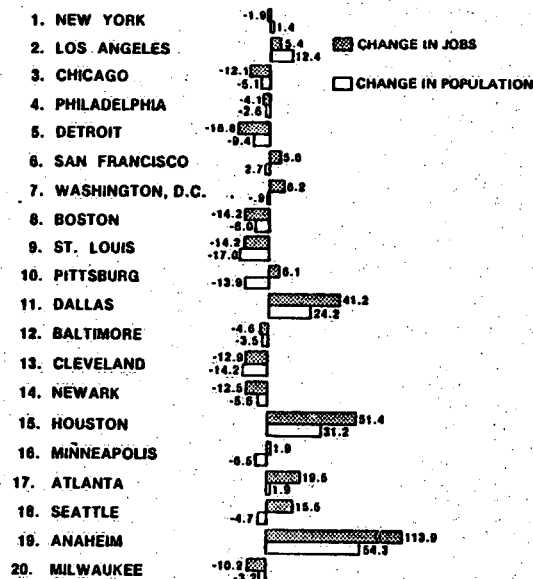 1. NEW YORK -1.9
1.4
2. LOS ANGELES 5.4 CHANGE IN JOBS
12.4
3. CHICAGO -12.1
-5.1 CHANGE IN POPULATION
4. PHILADELPHIA -4.1
-2.6
5. DETROIT
-9.4
6. SAN FRANCISCO 5.6
2.7
7. WASHINGTON, D.C. 6.2
-.9
8. BOSTON -14.2
-6.0
9. ST. LOUIS -14.2
-17.0
10. PITTSBURG 6.1
-13.9
11. DALLAS 41.2
24.2
12. BALTIMORE -4.6
-3.5
13. CLEVELAND -12.9
-14.2
14. NEWARK -12.5
-5.6
15. HOUSTON 51.4
31.2
16. MINNEAPOLIS 1.9
-6.5
17. ATLANTA 19.5
1.9
18. SEATTLE 15.5
-4.7
19. ANAHEIM 113.9
54.3
20. MILWAUKEE -10.2